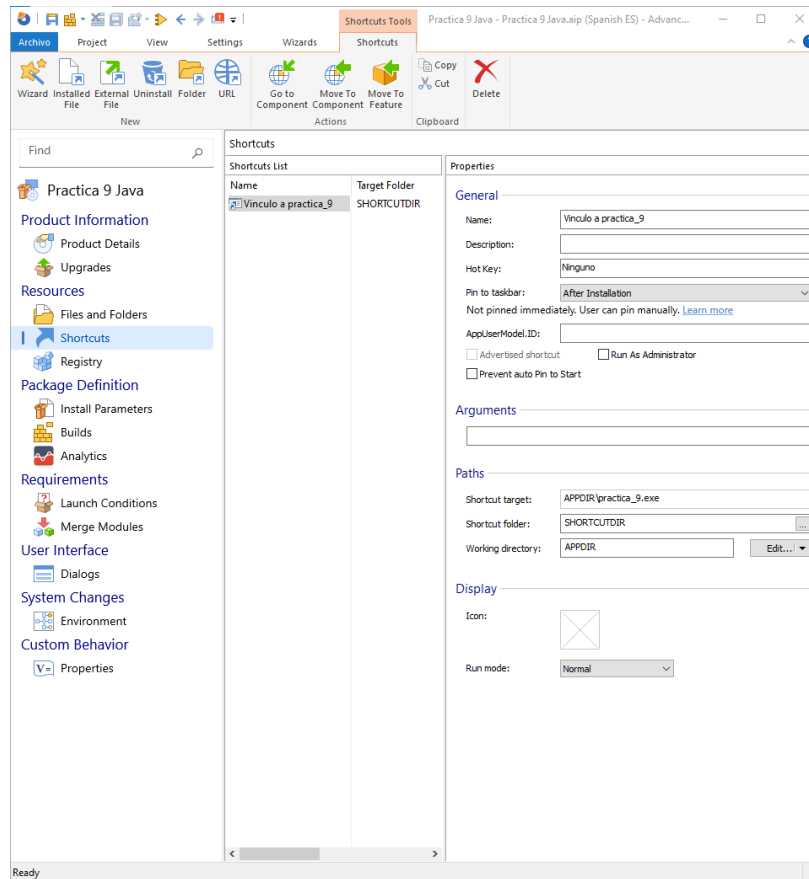 Shortcuts Tools
Practica 9 Java - Practica 9 Java.aip (Spanish ES) - Advanc...
Archivo Project View Settings Wizards Shortcuts
Wizard Installed File External File Uninstall Folder URL
Go to Component Move To Component Move To Feature
Copy
Cut
Delete
New Actions Clipboard
Find
Practica 9 Java
Product Information
Product Details
Upgrades
Resources
Files and Folders
Shortcuts
Registry
Package Definition
Install Parameters
Builds
Analytics
Requirements
Launch Conditions
Merge Modules
User Interface
Dialogs
System Changes
Environment
Custom Behavior
Properties
Shortcuts
Shortcuts List
Name Target Folder
Vinculo a practica_9 SHORTCUTDIR
Properties
General
Name: Vinculo a practica_9
Description:
Hot Key: Ninguno
Pin to taskbar: After Installation
Not pinned immediately. User can pin manually. Learn more
AppUserModel.ID:
Advertised shortcut Run As Administrator
Prevent auto Pin to Start
Arguments
Paths
Shortcut target: APPDIR\practica_9.exe
Shortcut folder: SHORTCUTDIR ...
Working directory: APPDIR Edit...
Display
Icon:
Run mode: Normal
Ready